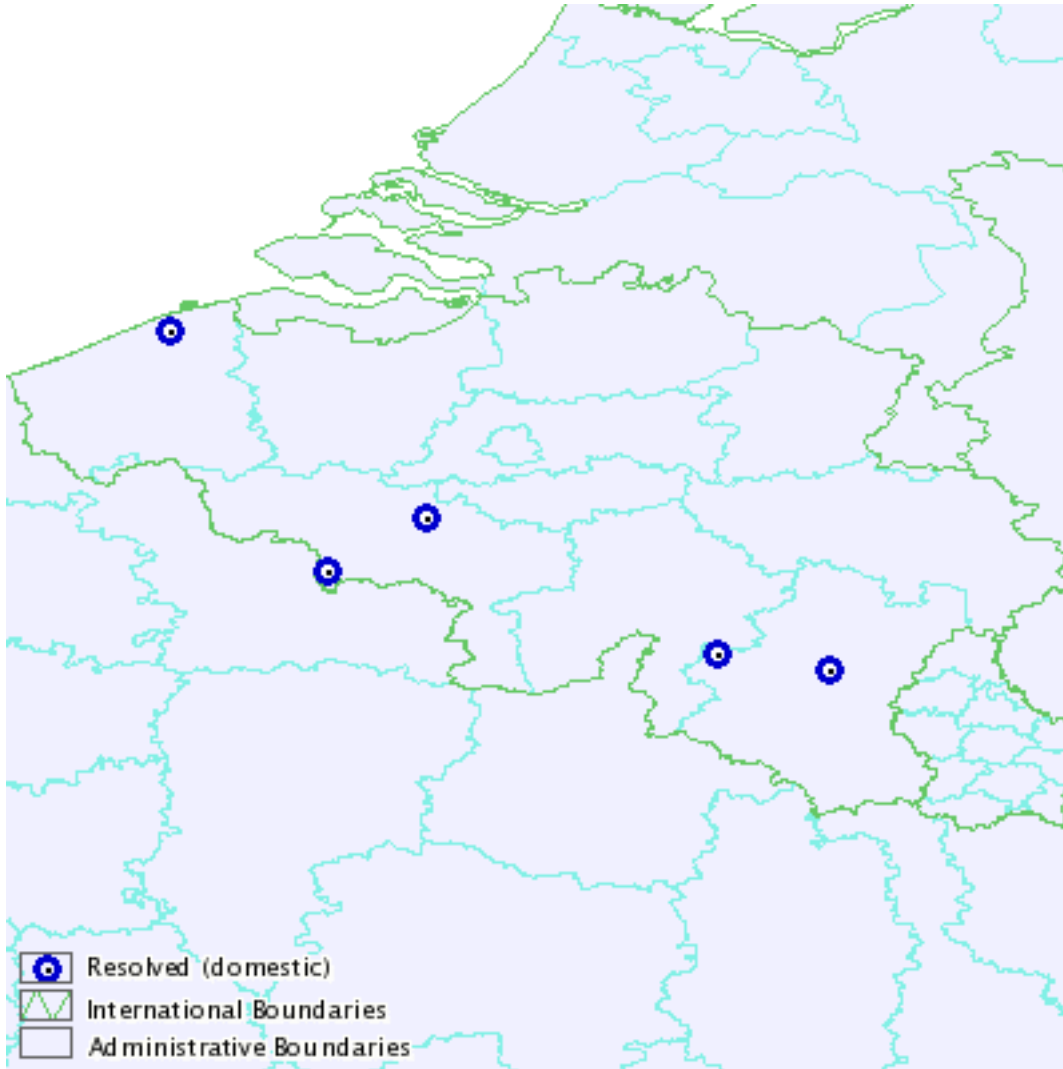 Resolved (domestic)
International Boundaries
Administrative Boundaries